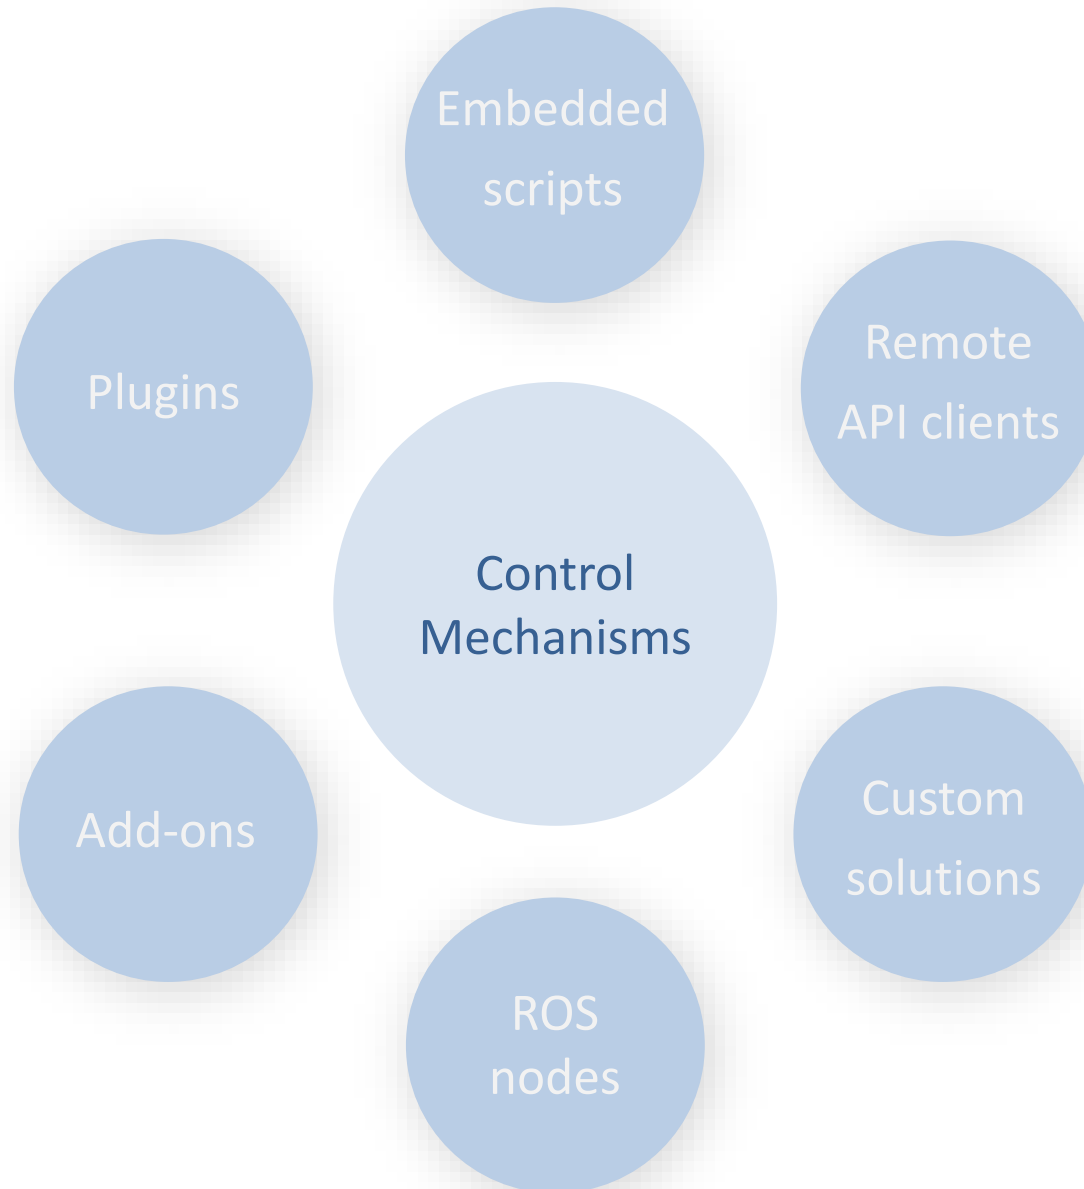 Embedded
scripts
Remote
API clients
Plugins
Control
Mechanisms
Custom
solutions
Add-ons
ROS
nodes